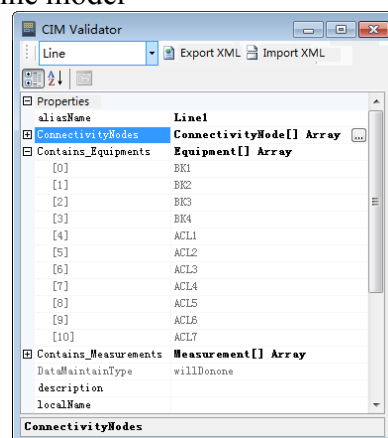 ne model
CIM Validator
Line Export XML Import XML
Properties
aliasName Line1
ConnectivityNodes ConnectivityNode[] Array ...
Contains_Equipments Equipment[] Array
[0] BK1
[1] BK2
[2] BK3
[3] BK4
[4] ACL1
[5] ACL2
[6] ACL3
[7] ACL4
[8] ACL5
[9] ACL6
[10] ACL7
Contains_Measurements Measurement[] Array
DataMaintainType willDonone
description
localName
ConnectivityNodes